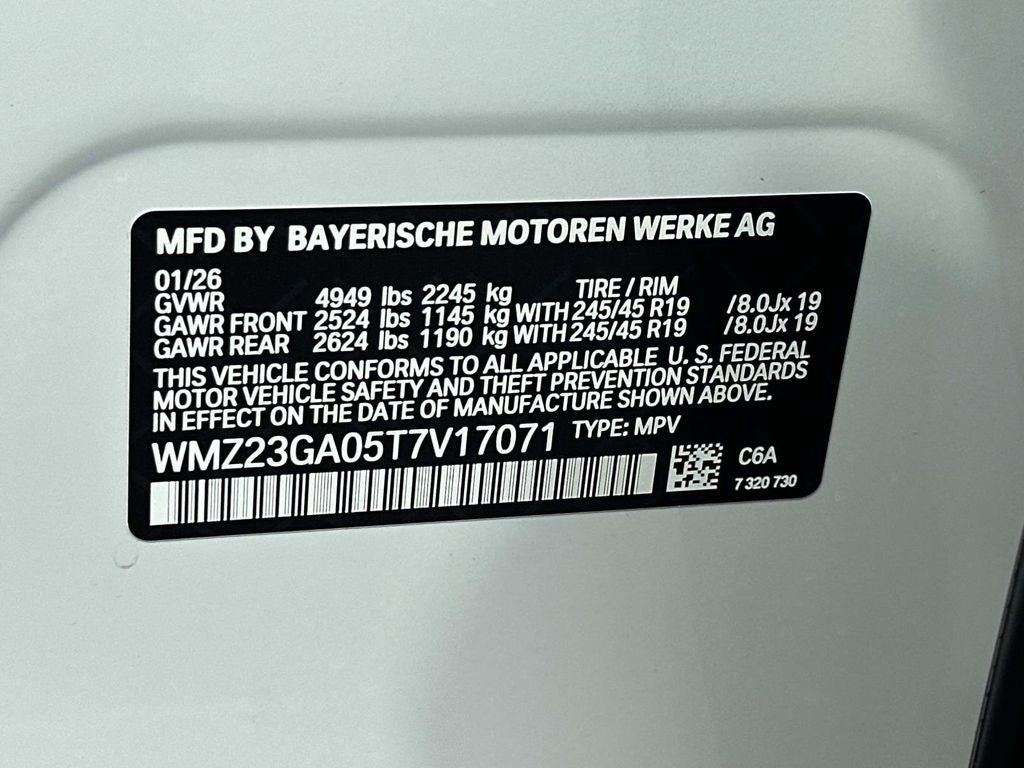 MFD BY BAYERISCHE MOTOREN WERKE AG
01/26 TIRE / RIM
GVWR 4949 lbs 2245 kg
GAWR FRONT 2524 lbs 1145 kg WITH 245/45 R19 /8.0Jx 19
GAWR REAR 2624 lbs 1190 kg WITH 245/45 R19 /8.0Jx 19
THIS VEHICLE CONFORMS TO ALL APPLICABLE U. S. FEDERAL
MOTOR VEHICLE SAFETY AND THEFT PREVENTION STANDARDS
IN EFFECT ON THE DATE OF MANUFACTURE SHOWN ABOVE.
WMZ23GA05T7V17071 TYPE: MPV
C6A
7 320 730